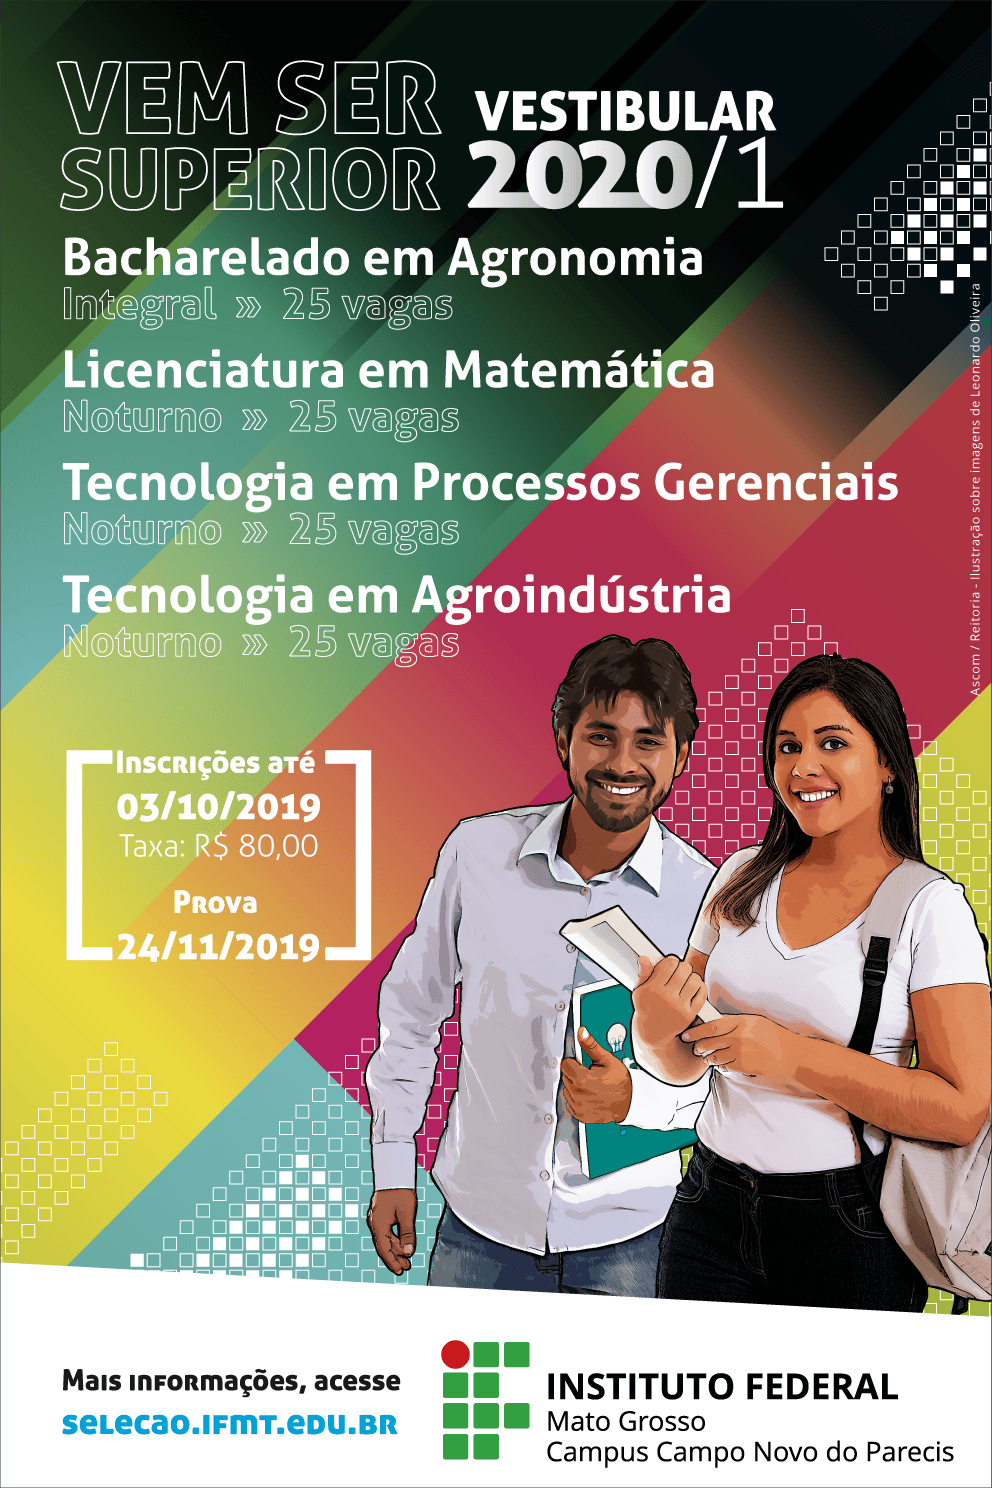 VEM SER
SUPERIOR
VESTIBULAR
2020/1
Bacharelado em Agronomia
Integral » 25 vagas
Licenciatura em Matemática
Noturno » 25 vagas
Tecnologia em Processos Gerenciais
Noturno » 25 vagas
Tecnologia em Agroindústria
Noturno » 25 vagas
Inscrições até
03/10/2019
Taxa: R$ 80,00
Prova
24/11/2019
Ascom / Reitoria - Ilustração sobre imagens de Leonardo Oliveira
Mais informações, acesse
selecao.ifmt.edu.br
INSTITUTO FEDERAL
Mato Grosso
Campus Campo Novo do Parecis